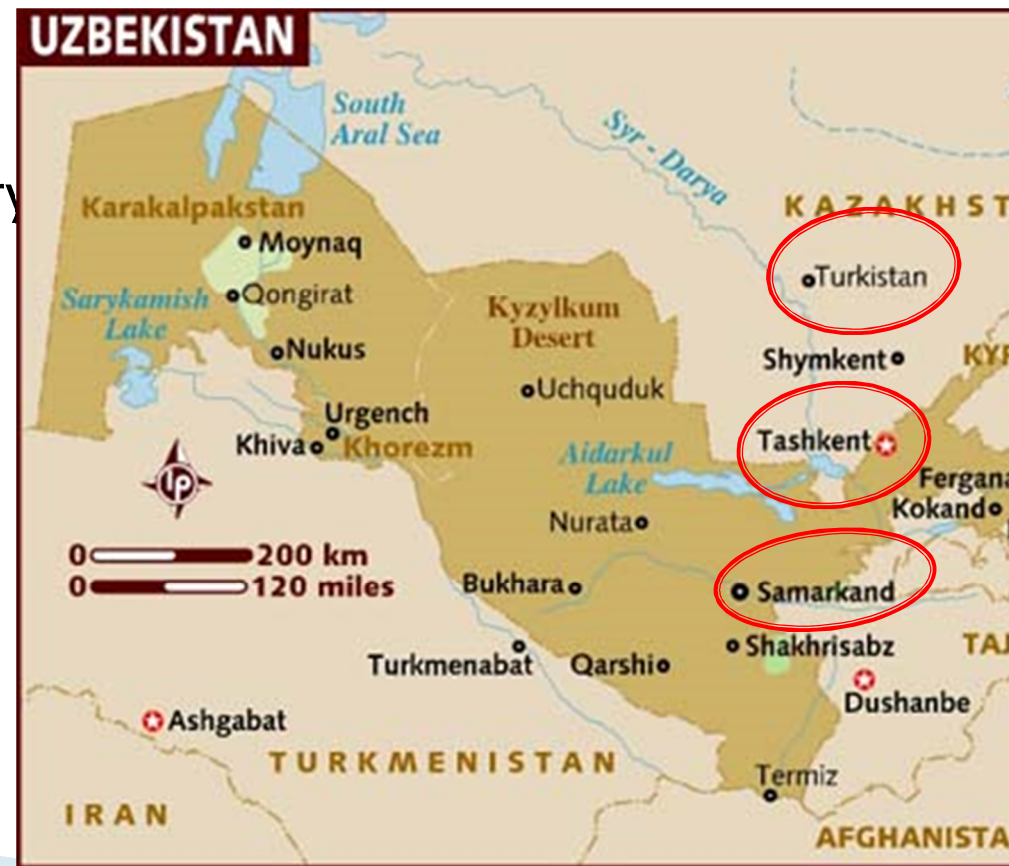 UZBEKISTAN
South
Aral Sea
Syr - Darya
ry
Karakalpakstan
KAZAKHST
Moynaq
Turkistan
Sarykamish
Lake
Qongirat
Kyzylkum
Desert
Nukus
Shymkent
KYR
Uchquduk
Urgench
Khiva
Khorezm
Tashkent
Aidarkul
Lake
Fergana
Kokand
Nurata
lp
0 200 km
0 120 miles
Bukhara
Samarkand
Shakhrisabz
TAJ
Turkmenabat
Qarshi
Dushanbe
Ashgabat
TURKMENISTAN
Termiz
IRAN
AFGHANISTA